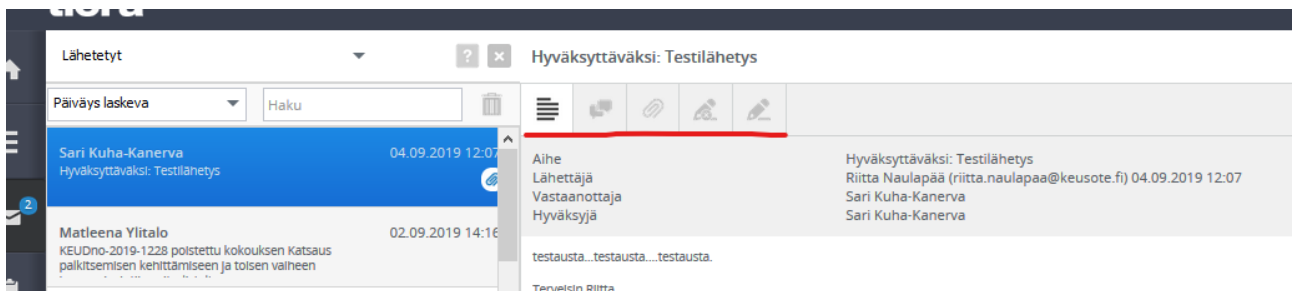 Lähetetyt
?
Hyväksyttäväksi: Testilähetys
Päiväys laskeva
Haku
Sari Kuha-Kanerva
04.09.2019 12:07
Hyväksyttäväksi: Testilähetys
Matleena Ylitalo
02.09.2019 14:16
KEUDno-2019-1228 poistettu kokouksen Katsaus
palkitsemisen kehittämiseen ja toisen vaiheen
2
Aihe
Hyväksyttäväksi: Testilähetys
Lähettäjä
Riitta Naulapää (riitta.naulapaa@keusote.fi) 04.09.2019 12:07
Vastaanottaja
Sari Kuha-Kanerva
Hyväksyjä
Sari Kuha-Kanerva
testausta...testausta....testausta.
Terveisin Riitta